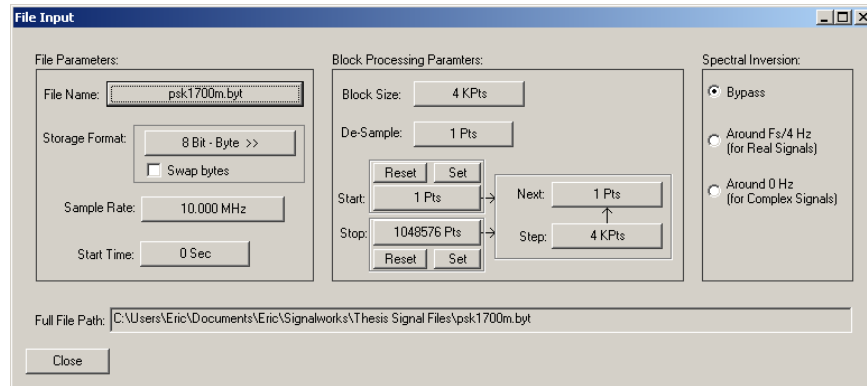 File Input
File Parameters:
File Name: psk1700m.byt
Storage Format: 8 Bit - Byte >>
Swap bytes
Sample Rate: 10.000 MHz
Start Time: 0 Sec
Block Processing Paramters:
Block Size: 4 KPts
De-Sample: 1 Pts
Reset Set
Start: 1 Pts
Stop: 1048576 Pts
Reset Set
Next: 1 Pts
Step: 4 KPts
Spectral Inversion:
Bypass
Around Fs/4 Hz
(for Real Signals)
Around 0 Hz
(for Complex Signals)
Full File Path: C:\Users\Eric\Documents\Eric\Signalworks\Thesis Signal Files\psk1700m.byt
Close